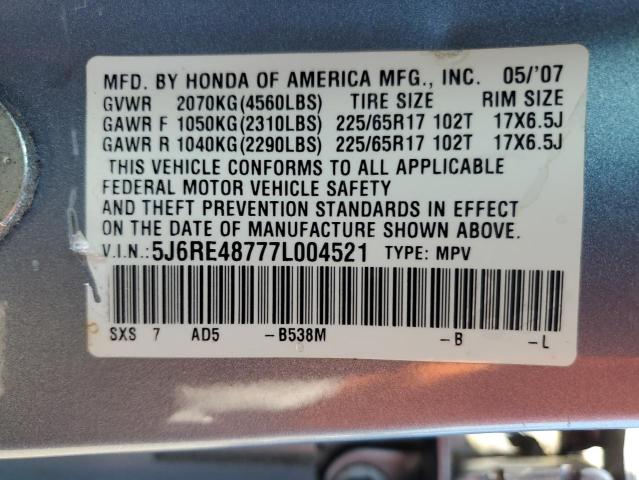 MFD. BY HONDA OF AMERICA MFG., INC. 05/'07
GVWR 2070KG(4560LBS) TIRE SIZE RIM SIZE
GAWR F 1050KG(2310LBS) 225/65R17 102T 17X6.5J
GAWR R 1040KG(2290LBS) 225/65R17 102T 17X6.5J
THIS VEHICLE CONFORMS TO ALL APPLICABLE
FEDERAL MOTOR VEHICLE SAFETY
AND THEFT PREVENTION STANDARDS IN EFFECT
ON THE DATE OF MANUFACTURE SHOWN ABOVE.
V.I.N.: 5J6RE48777L004521 TYPE: MPV
SXS 7 AD5 -B538M -B -L